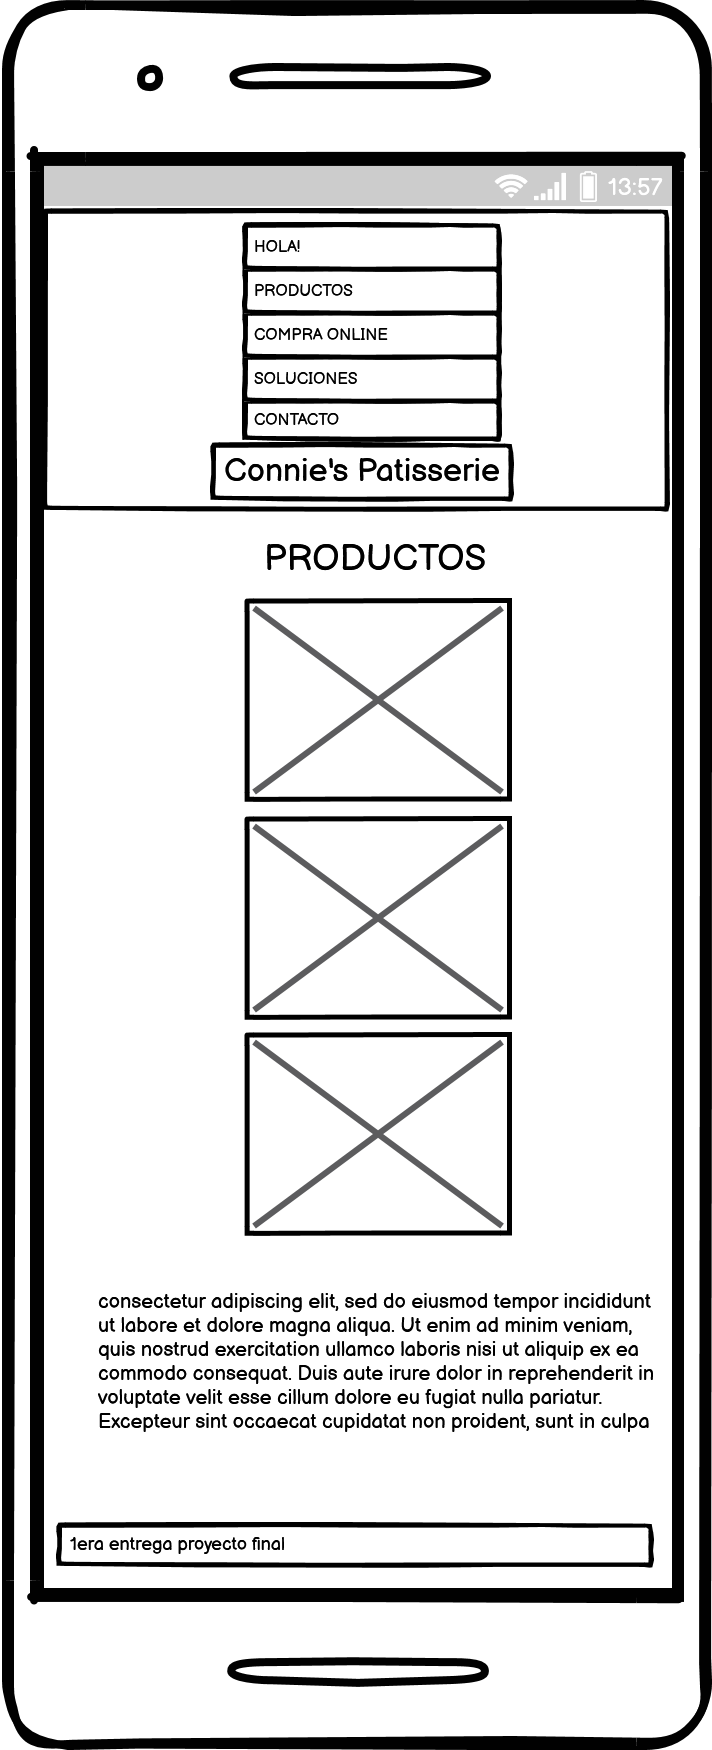 13:57
HOLA!
PRODUCTOS
COMPRA ONLINE
SOLUCIONES
CONTACTO
Connie's Patisserie
PRODUCTOS
consectetur adipiscing elit, sed do eiusmod tempor incididunt
ut labore et dolore magna aliqua. Ut enim ad minim veniam,
quis nostrud exercitation ullamco laboris nisi ut aliquip ex ea
commodo consequat. Duis aute irure dolor in reprehenderit in
voluptate velit esse cillum dolore eu fugiat nulla pariatur.
Excepteur sint occaecat cupidatat non proident, sunt in culpa
1era entrega proyecto final